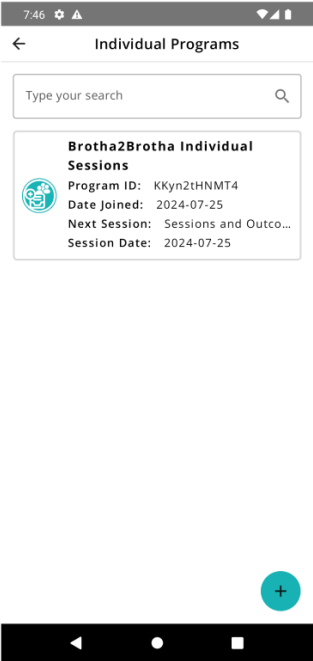 7:46
Individual Programs
Type your search
Brotha2Brotha Individual
Sessions
Program ID: KKyn2tHNMT4
Date Joined: 2024-07-25
Next Session: Sessions and Outco...
Session Date: 2024-07-25
+